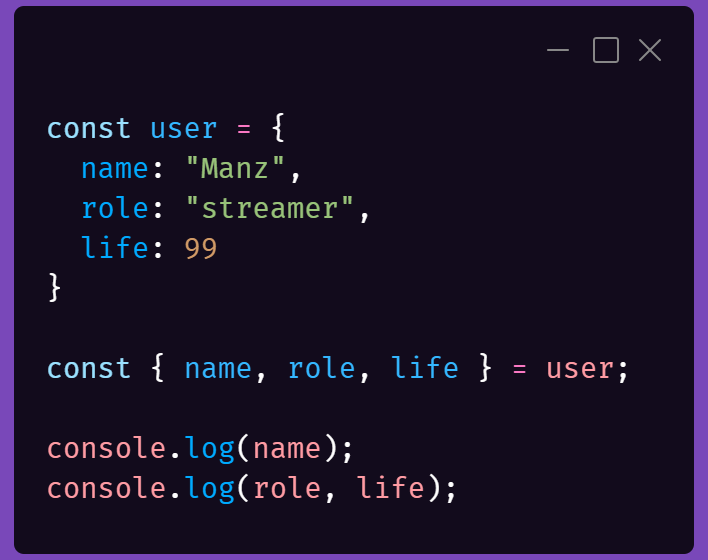 const user = {
  name: "Manz",
  role: "streamer",
  life: 99
}
const { name, role, life } = user;
console.log(name);
console.log(role, life);